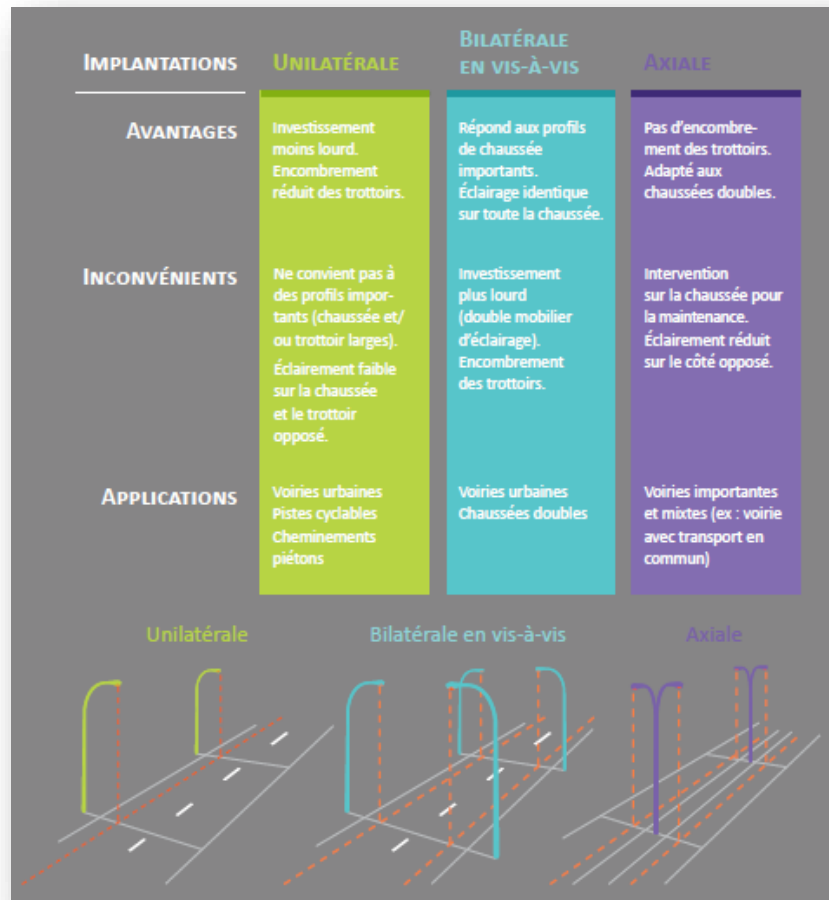 IMPLANTATIONS
UNILATÉRALE
BILATÉRALE
EN VIS-À-VIS
AXIALE
AVANTAGES
Investissement
moins lourd.
Encombrement
réduit des trottoirs.
Répond aux profils
de chaussée
importants.
Éclairage identique
sur toute la chaussée.
Pas d'encombre-
ment des trottoirs.
Adapté aux
chaussées doubles.
INCONVÉNIENTS
Ne convient pas à
des profils impor-
tants (chaussée et/
ou trottoir larges).
Éclairement faible
sur la chaussée
et le trottoir
opposé.
Investissement
plus lourd
(double mobilier
d'éclairage).
Encombrement
des trottoirs.
Intervention
sur la chaussée pour
la maintenance.
Éclairement réduit
sur le côté opposé.
APPLICATIONS
Voiries urbaines
Pistes cyclables
Cheminements
piétons
Voiries urbaines
Chaussées doubles
Voiries importantes
et mixtes (ex : voirie
avec transport en
commun)
Unilatérale
Bilatérale en vis-à-vis
Axiale